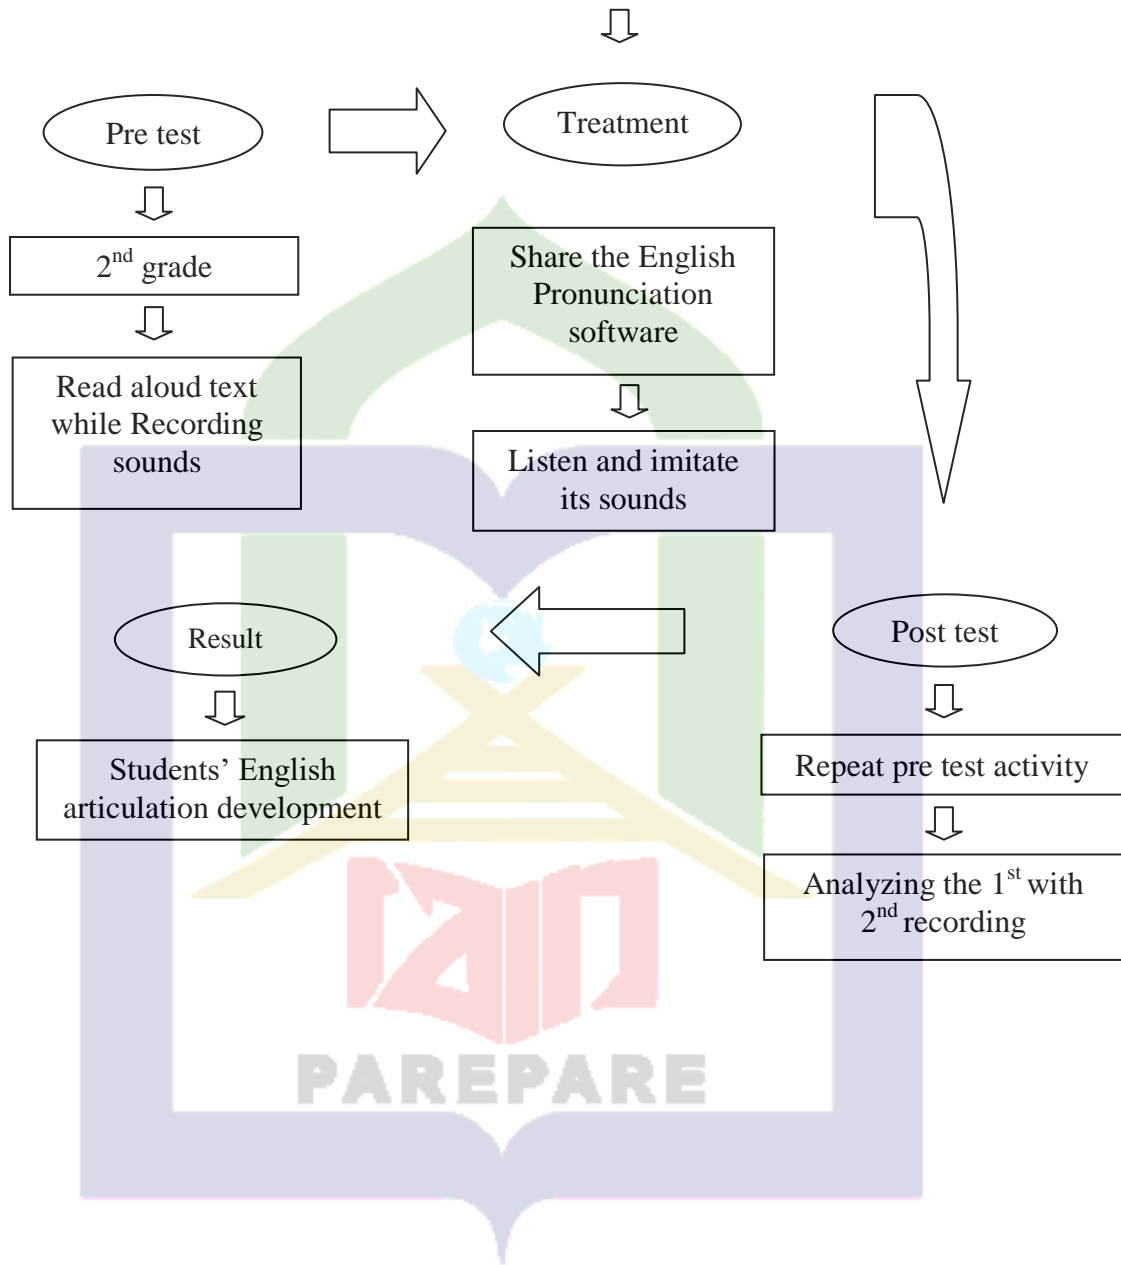 Pre test
Treatment
2nd grade
Read aloud text
while Recording
sounds
Share the English
Pronunciation
software
Listen and imitate
its sounds
Result
Post test
Students’ English
articulation development
Repeat pre test activity
Analyzing the 1st with
2nd recording
iain
PAREPARE